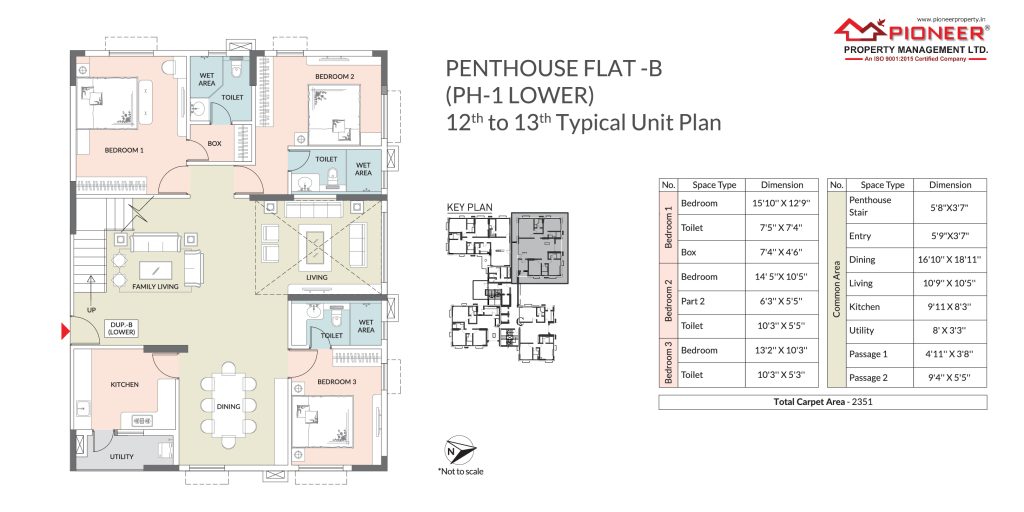 www.pioneerproperty.in
PIONEER®
PROPERTY MANAGEMENT LTD.
An ISO 9001:2015 Certified Company
PENTHOUSE FLAT -B
(PH-1 LOWER)
12th to 13th Typical Unit Plan
WET
AREA
TOILET
BEDROOM 2
BEDROOM 1
BOX
TOILET
WET
AREA
LIVING
FAMILY LIVING
UP
DUP.-B
(LOWER)
TOILET
WET
AREA
KITCHEN
BEDROOM 3
DINING
UTILITY
KEY PLAN
N
*Not to scale
No. Space Type Dimension
Bedroom 1
Bedroom 15'10" X 12'9"
Toilet 7'5" X 7'4"
Box 7'4" X 4'6"
Bedroom 2
Bedroom 14' 5"X10'5"
Part 2 6'3" X 5'5"
Toilet 10'3" X 5'5"
Bedroom 3
Bedroom 13'2" X 10'3"
Toilet 10'3" X 5'3"
No. Space Type Dimension
Common Area
Penthouse
Stair 5'8"X3'7"
Entry 5'9"X3'7"
Dining 16'10" X 18'11"
Living 10'9" X 10'5"
Kitchen 9'11 X 8'3"
Utility 8' X 3'3"
Passage 1 4'11" X 3'8"
Passage 2 9'4" X 5'5"
Total Carpet Area - 2351